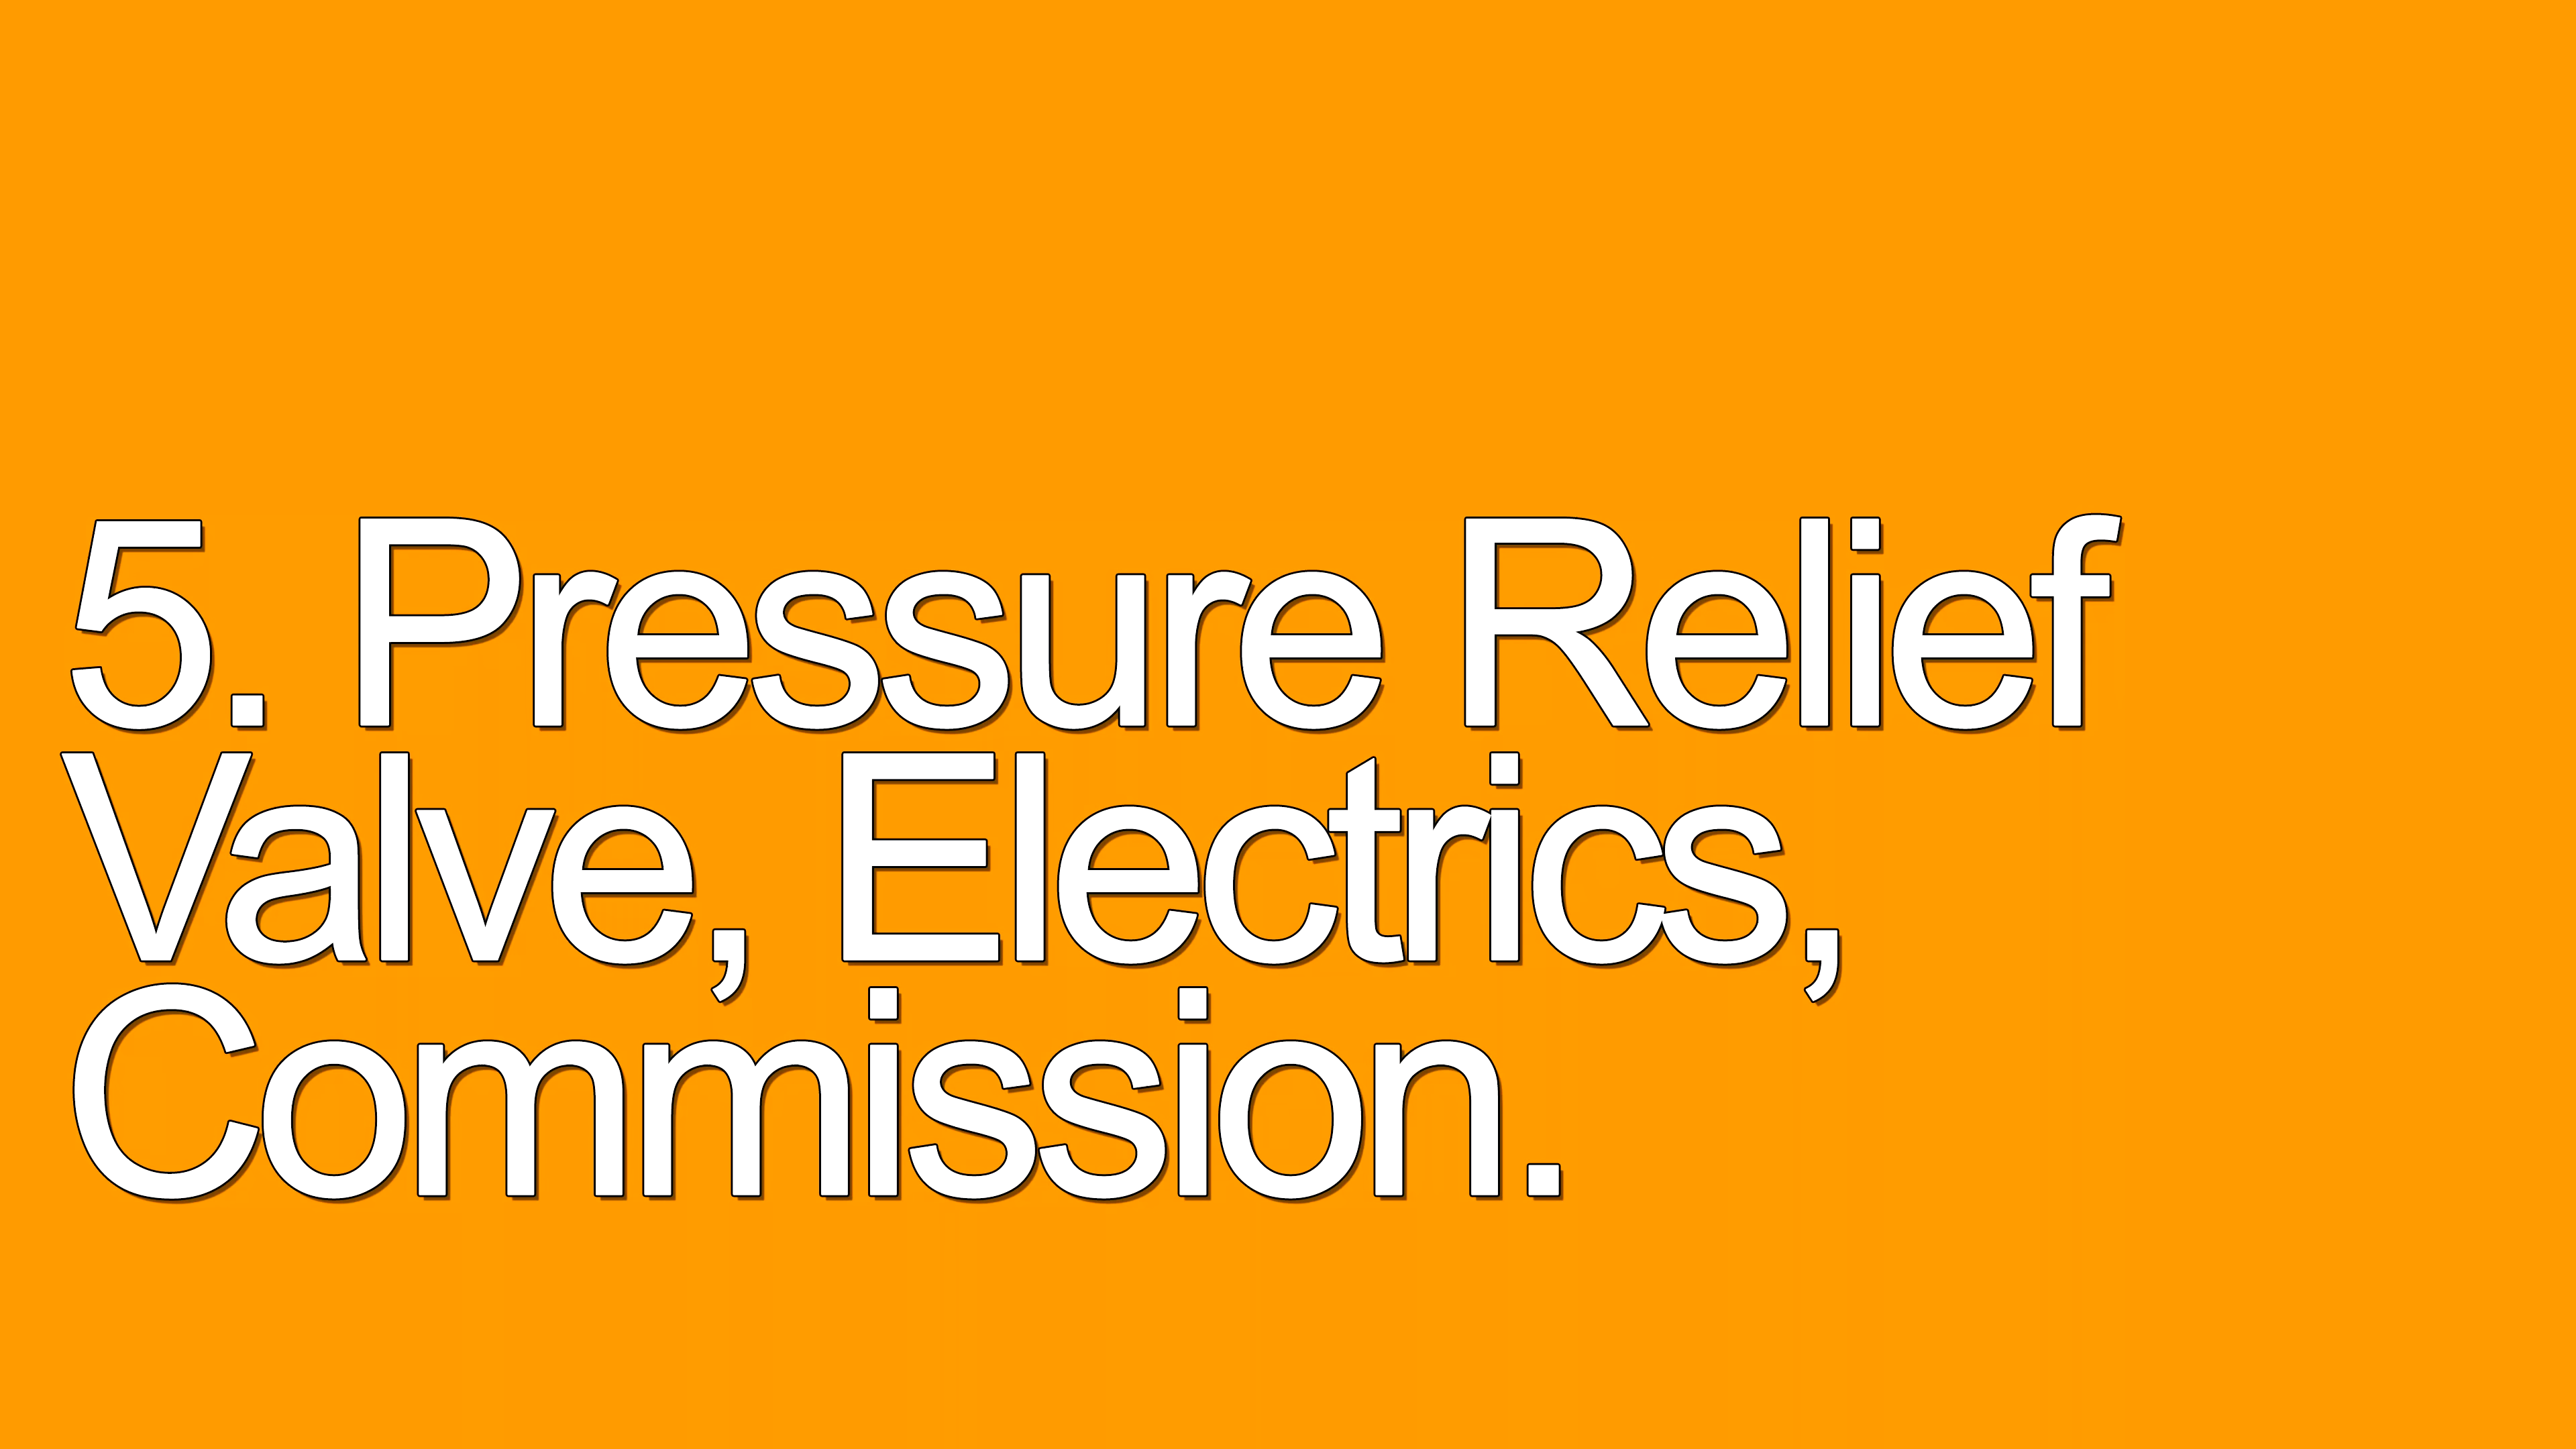 5. Pressure Relief
Valve, Electrics,
Commission.